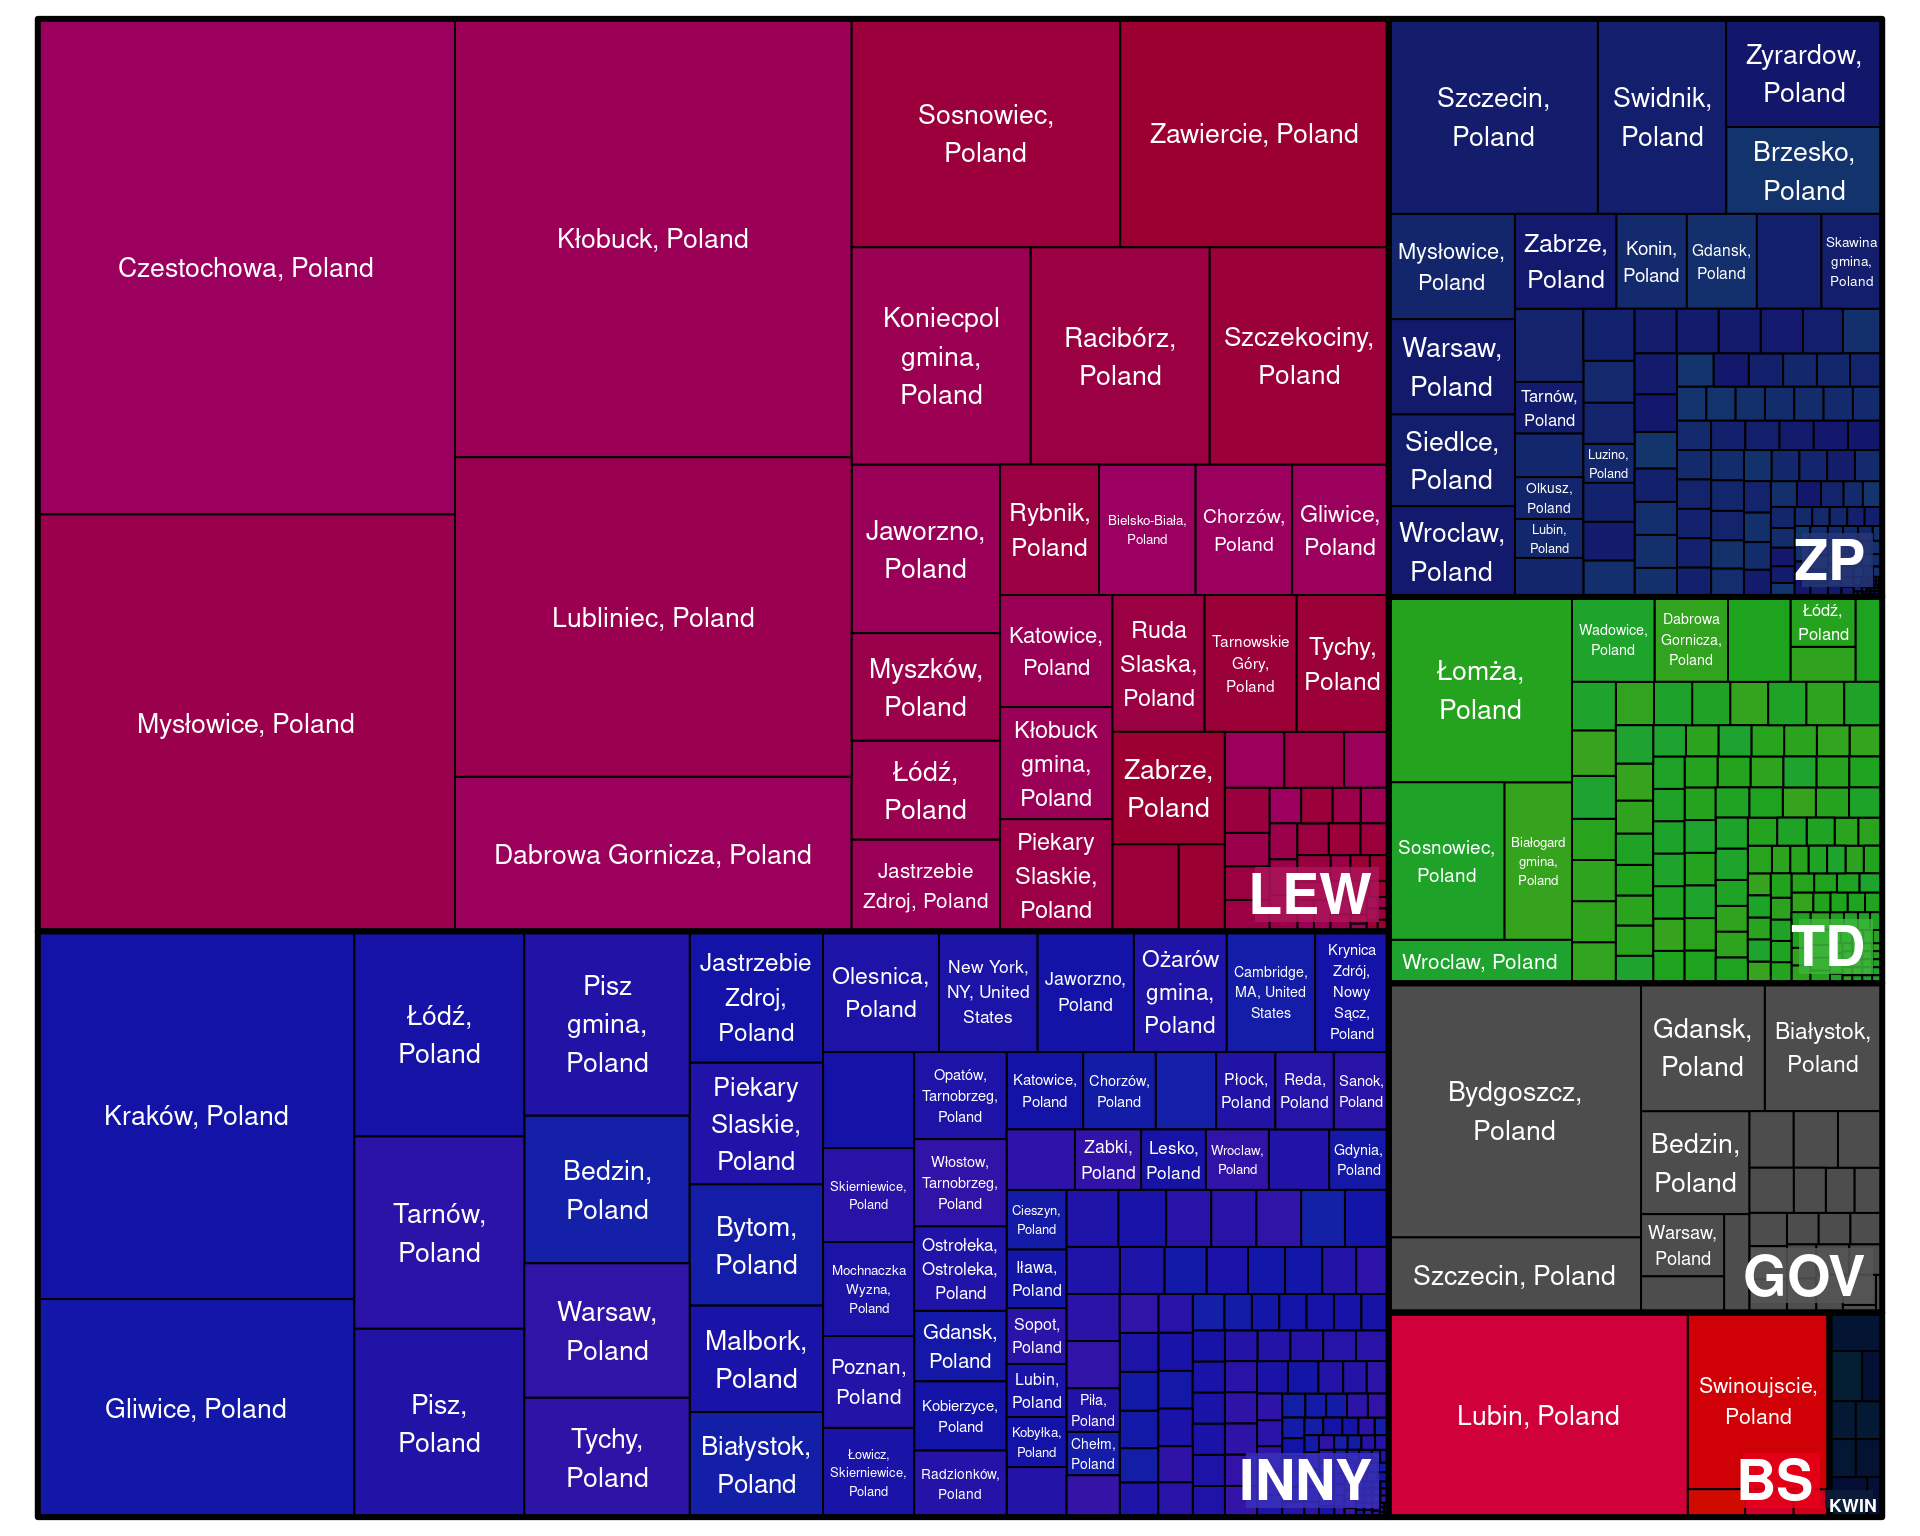 Czestochowa, Poland
Mysłowice, Poland
Kłobuck, Poland
Lubliniec, Poland
Dabrowa Gornicza, Poland
Sosnowiec,
Poland
Zawiercie, Poland
Koniecpol
gmina,
Poland
Racibórz,
Poland
Szczekociny,
Poland
Jaworzno,
Poland
Myszków,
Poland
Łódź,
Poland
Jastrzebie
Zdroj, Poland
Rybnik,
Poland
Bielsko-Biała,
Poland
Chorzów,
Poland
Gliwice,
Poland
Katowice,
Poland
Kłobuck
gmina,
Poland
Piekary
Slaskie,
Poland
Ruda
Slaska,
Poland
Tarnowskie
Góry,
Poland
Tychy,
Poland
Zabrze,
Poland
LEW
Szczecin,
Poland
Swidnik,
Poland
Zyrardow,
Poland
Brzesko,
Poland
Mysłowice,
Poland
Zabrze,
Poland
Konin,
Poland
Gdansk,
Poland
Skawina
gmina,
Poland
Warsaw,
Poland
Siedlce,
Poland
Wroclaw,
Poland
Tarnów,
Poland
Olkusz,
Poland
Lubin,
Poland
Luzino,
Poland
ZP
Łomża,
Poland
Wadowice,
Poland
Dabrowa
Gornicza,
Poland
Łódź,
Poland
Sosnowiec,
Poland
Białogard
gmina,
Poland
Wroclaw, Poland
TD
Bydgoszcz,
Poland
Szczecin, Poland
Gdansk,
Poland
Białystok,
Poland
Bedzin,
Poland
Warsaw,
Poland
GOV
Lubin, Poland
Swinoujscie,
Poland
BS
KWIN
Kraków, Poland
Gliwice, Poland
Łódź,
Poland
Tarnów,
Poland
Pisz,
Poland
Pisz
gmina,
Poland
Bedzin,
Poland
Warsaw,
Poland
Tychy,
Poland
Jastrzebie
Zdroj,
Poland
Piekary
Slaskie,
Poland
Bytom,
Poland
Malbork,
Poland
Białystok,
Poland
Olesnica,
Poland
New York,
NY, United
States
Jaworzno,
Poland
Ożarów
gmina,
Poland
Cambridge,
MA, United
States
Krynica
Zdrój,
Nowy
Sącz,
Poland
Skierniewice,
Poland
Mochnaczka
Wyzna,
Poland
Poznan,
Poland
Łowicz,
Skierniewice,
Poland
Opatów,
Tarnobrzeg,
Poland
Włostow,
Tarnobrzeg,
Poland
Ostrołeka,
Ostroleka,
Poland
Gdansk,
Poland
Kobierzyce,
Poland
Radzionków,
Poland
Katowice,
Poland
Chorzów,
Poland
Płock,
Poland
Reda,
Poland
Sanok,
Poland
Zabki,
Poland
Lesko,
Poland
Wroclaw,
Poland
Gdynia,
Poland
Cieszyn,
Poland
Iława,
Poland
Sopot,
Poland
Lubin,
Poland
Kobyłka,
Poland
Piła,
Poland
Chełm,
Poland
INNY